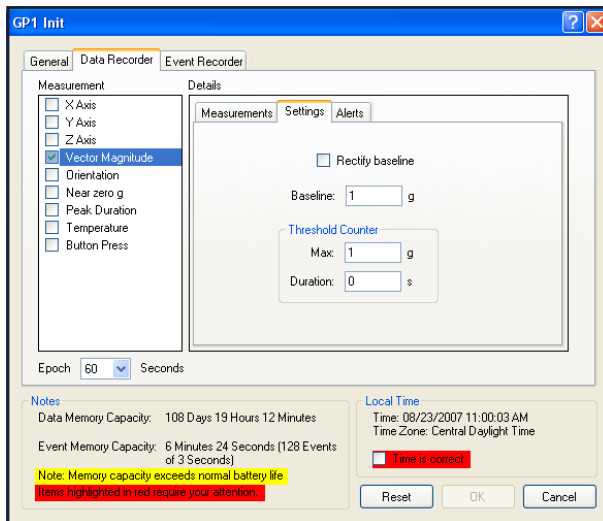 GP1 Init
General Data Recorder Event Recorder
Measurement
X Axis
Y Axis
Z Axis
Vector Magnitude
Orientation
Near zero g
Peak Duration
Temperature
Button Press
Details
Measurements Settings Alerts
Rectify baseline
Baseline: 1 g
Threshold Counter
Max: 1 g
Duration: 0 s
Epoch 60 Seconds
Notes
Data Memory Capacity: 108 Days 19 Hours 12 Minutes
Event Memory Capacity: 6 Minutes 24 Seconds (128 Events
of 3 Seconds)
Note: Memory capacity exceeds normal battery life
Items highlighted in red require your attention.
Local Time
Time: 08/23/2007 11:00:03 AM
Time Zone: Central Daylight Time
Time is correct
Reset OK Cancel